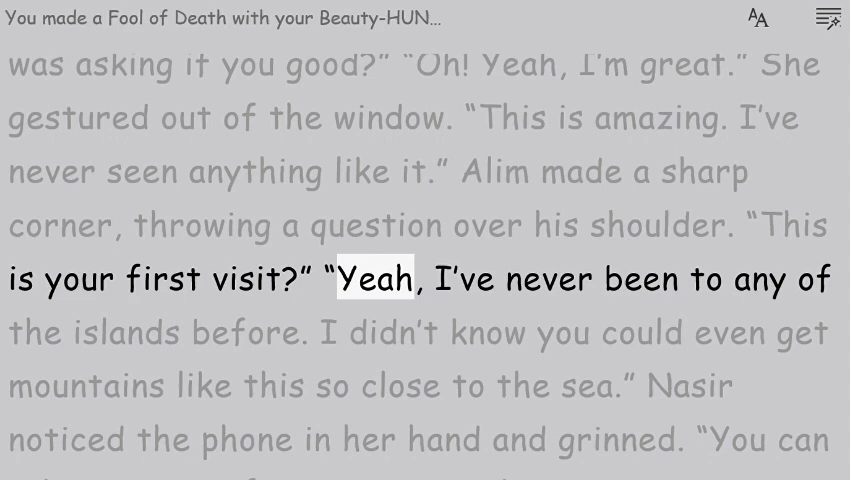 You made a Fool of Death with your Beauty-HUN...
AA
was asking if you good?” “Oh! Yeah, I’m great.” She
gestured out of the window. “This is amazing. I’ve
never seen anything like it.” Alim made a sharp
corner, throwing a question over his shoulder. “This
is your first visit?” “Yeah, I’ve never been to any of
the islands before. I didn’t know you could even get
mountains like this so close to the sea.” Nasir
noticed the phone in her hand and grinned. “You can